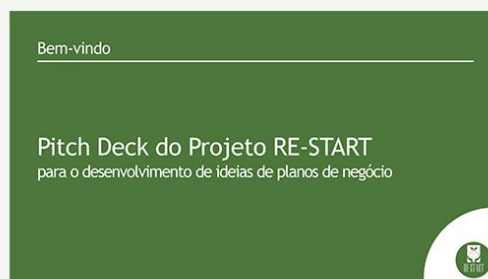 Bem-vindo
Pitch Deck do Projeto RE-START
para o desenvolvimento de ideias de planos de negócio
RE-START